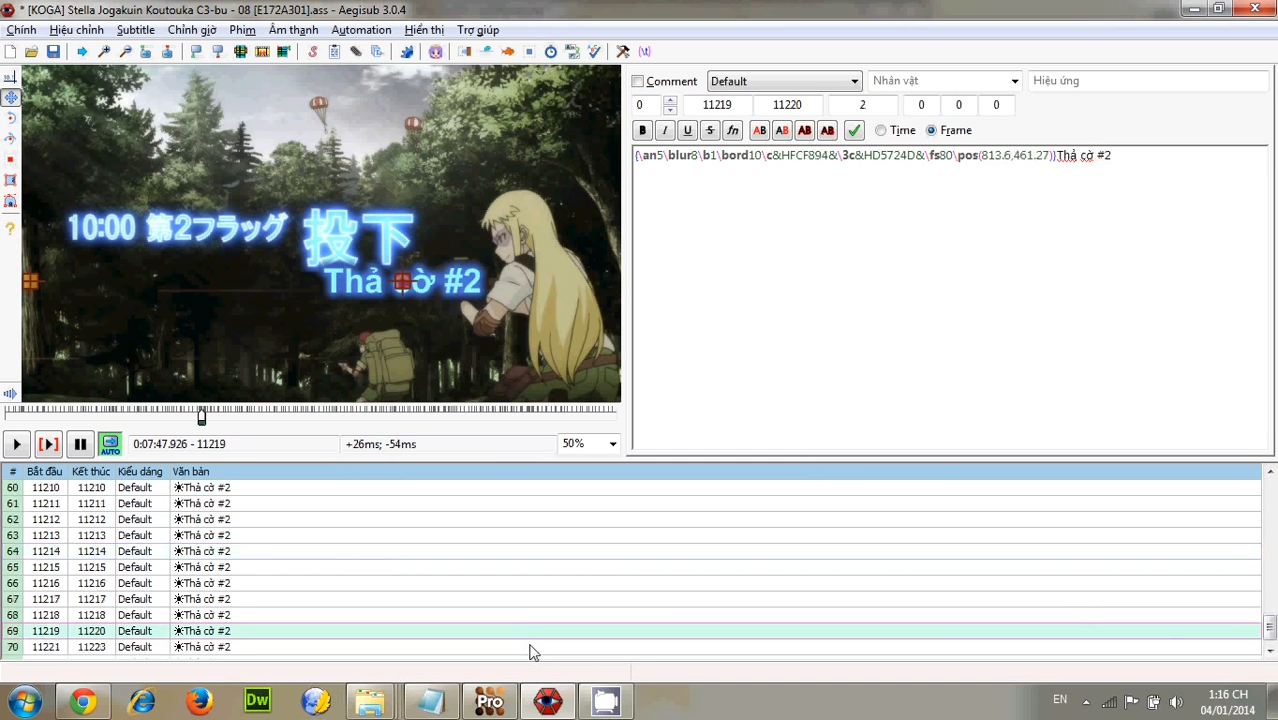 * [KOGA] Stella Jogakuin Koutouka C3-bu - 08 [E172A301].ass - Aegisub 3.0.4
Chính Hiệu chỉnh Subtitle Chỉnh giờ Phim Âm thanh Automation Hiển thị Trợ giúp
Comment Default Nhân vật Hiệu ứng
0 11219 11220 2 0 0 0
B I U S fn AB AB AB AB Time Frame
{\an5\blur8\b1\bord10\c&HFCF894&\3c&HD5724D&\fs80\pos(813.6,461.27)}Thả cờ #2
10:00 第2フラッグ 投下
Thả cờ #2
AUTO 0:07:47.926 - 11219 +26ms; -54ms 50%
# Bắt đầu Kết thúc Kiểu dáng Văn bản
60 11210 11210 Default ☀Thả cờ #2
61 11211 11211 Default ☀Thả cờ #2
62 11212 11212 Default ☀Thả cờ #2
63 11213 11213 Default ☀Thả cờ #2
64 11214 11214 Default ☀Thả cờ #2
65 11215 11215 Default ☀Thả cờ #2
66 11216 11216 Default ☀Thả cờ #2
67 11217 11217 Default ☀Thả cờ #2
68 11218 11218 Default ☀Thả cờ #2
69 11219 11220 Default ☀Thả cờ #2
70 11221 11223 Default ☀Thả cờ #2
Dw Pro EN 1:16 CH
04/01/2014